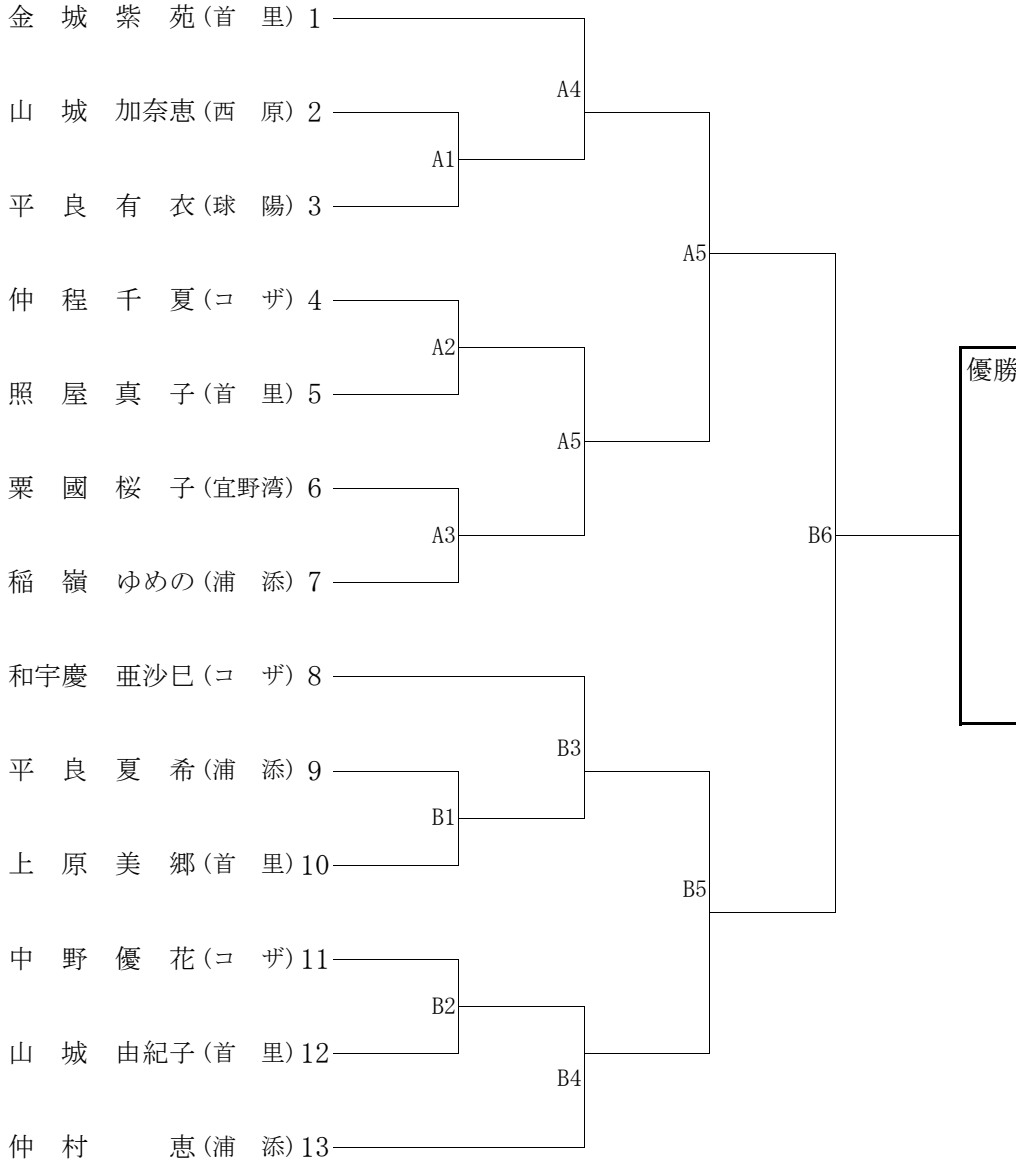 金 城 紫 苑 (首 里) 1
A4
山 城 加奈恵 (西 原) 2
A1
平 良 有 衣 (球 陽) 3
A5
仲 程 千 夏 (コ ザ) 4
A2
優勝
照 屋 真 子 (首 里) 5
A5
粟 國 桜 子 (宜野湾) 6
A3
B6
稲 嶺 ゆめの (浦 添) 7
和宇慶 亜沙巳 (コ ザ) 8
B3
平 良 夏 希 (浦 添) 9
B1
上 原 美 郷 (首 里) 10
B5
中 野 優 花 (コ ザ) 11
B2
山 城 由紀子 (首 里) 12
B4
仲 村 恵 (浦 添) 13